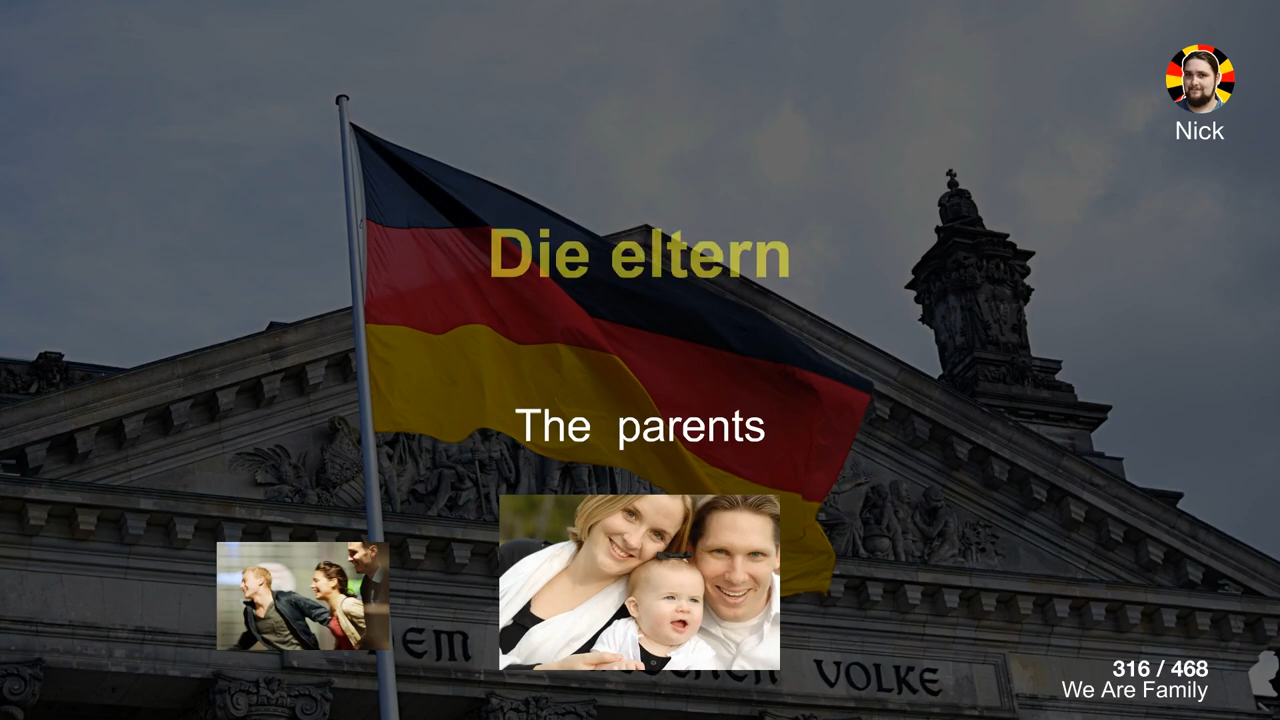 Nick
Die eltern
The parents
EM
VOLKE
316 / 468
We Are Family